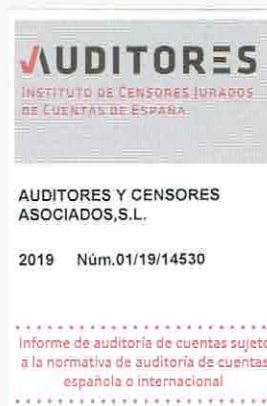 AUDITORES
INSTITUTO DE CENSORES JURADOS
DE CUENTAS DE ESPAÑA
AUDITORES Y CENSORES
ASOCIADOS,S.L.
2019 Núm.01/19/14530
Informe de auditoría de cuentas sujeto
a la normativa de auditoría de cuentas
española o internacional